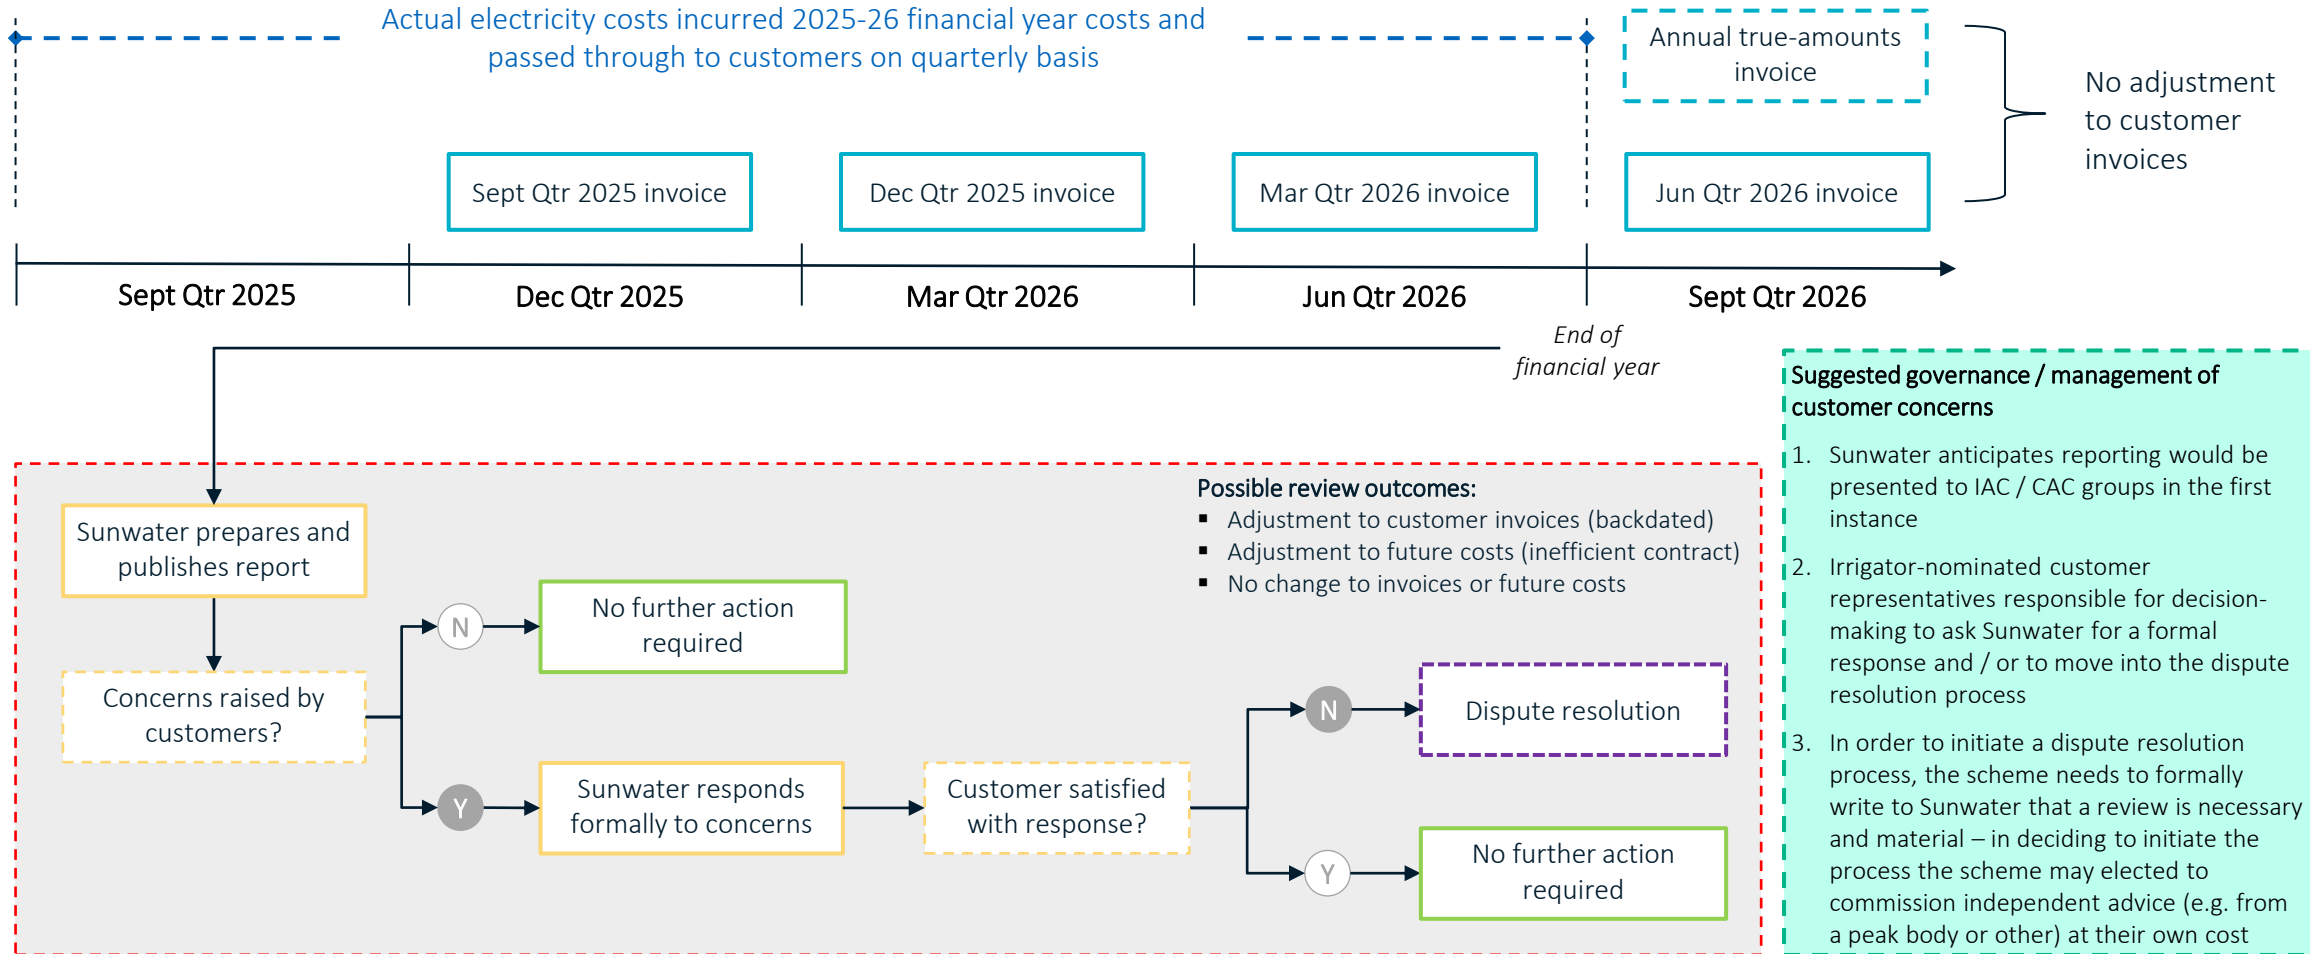 Actual electricity costs incurred 2025-26 financial year costs and
passed through to customers on quarterly basis
Annual true-amounts
invoice
No adjustment
to customer
invoices
Sept Qtr 2025 invoice
Dec Qtr 2025 invoice
Mar Qtr 2026 invoice
Jun Qtr 2026 invoice
Sept Qtr 2025
Dec Qtr 2025
Mar Qtr 2026
Jun Qtr 2026
Sept Qtr 2026
End of
financial year
Sunwater prepares and
publishes report
Concerns raised by
customers?
N
No further action
required
Y
Sunwater responds
formally to concerns
Customer satisfied
with response?
N
Dispute resolution
Y
No further action
required
Possible review outcomes:
▪ Adjustment to customer invoices (backdated)
▪ Adjustment to future costs (inefficient contract)
▪ No change to invoices or future costs
Suggested governance / management of
customer concerns
1. Sunwater anticipates reporting would be
presented to IAC / CAC groups in the first
instance
2. Irrigator-nominated customer
representatives responsible for decision-
making to ask Sunwater for a formal
response and / or to move into the dispute
resolution process
3. In order to initiate a dispute resolution
process, the scheme needs to formally
write to Sunwater that a review is necessary
and material – in deciding to initiate the
process the scheme may elected to
commission independent advice (e.g. from
a peak body or other) at their own cost